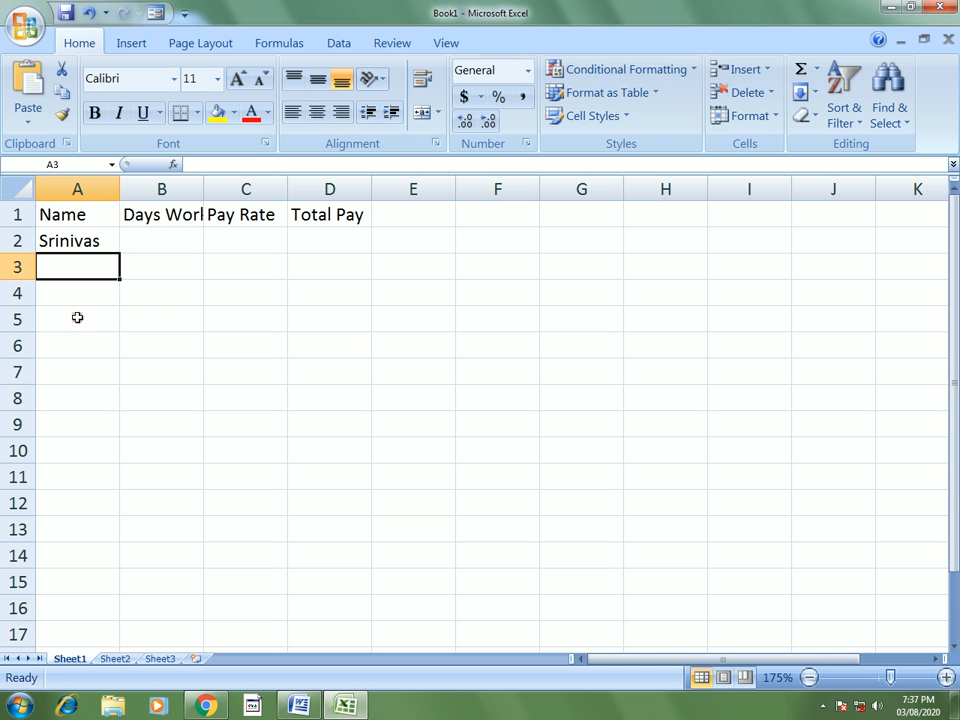 Book1 - Microsoft Excel
Home Insert Page Layout Formulas Data Review View
Paste
Calibri 11
B I U
General
$ % ,
Conditional Formatting
Format as Table
Cell Styles
Insert
Delete
Format
Σ
Sort & Filter
Find & Select
Clipboard Font Alignment Number Styles Cells Editing
A3 fx
A B C D E F G H I J K
1 Name Days Worl Pay Rate Total Pay
2 Srinivas
3
4
5
6
7
8
9
10
11
12
13
14
15
16
17
Sheet1 Sheet2 Sheet3
Ready 175%
7:37 PM
03/08/2020